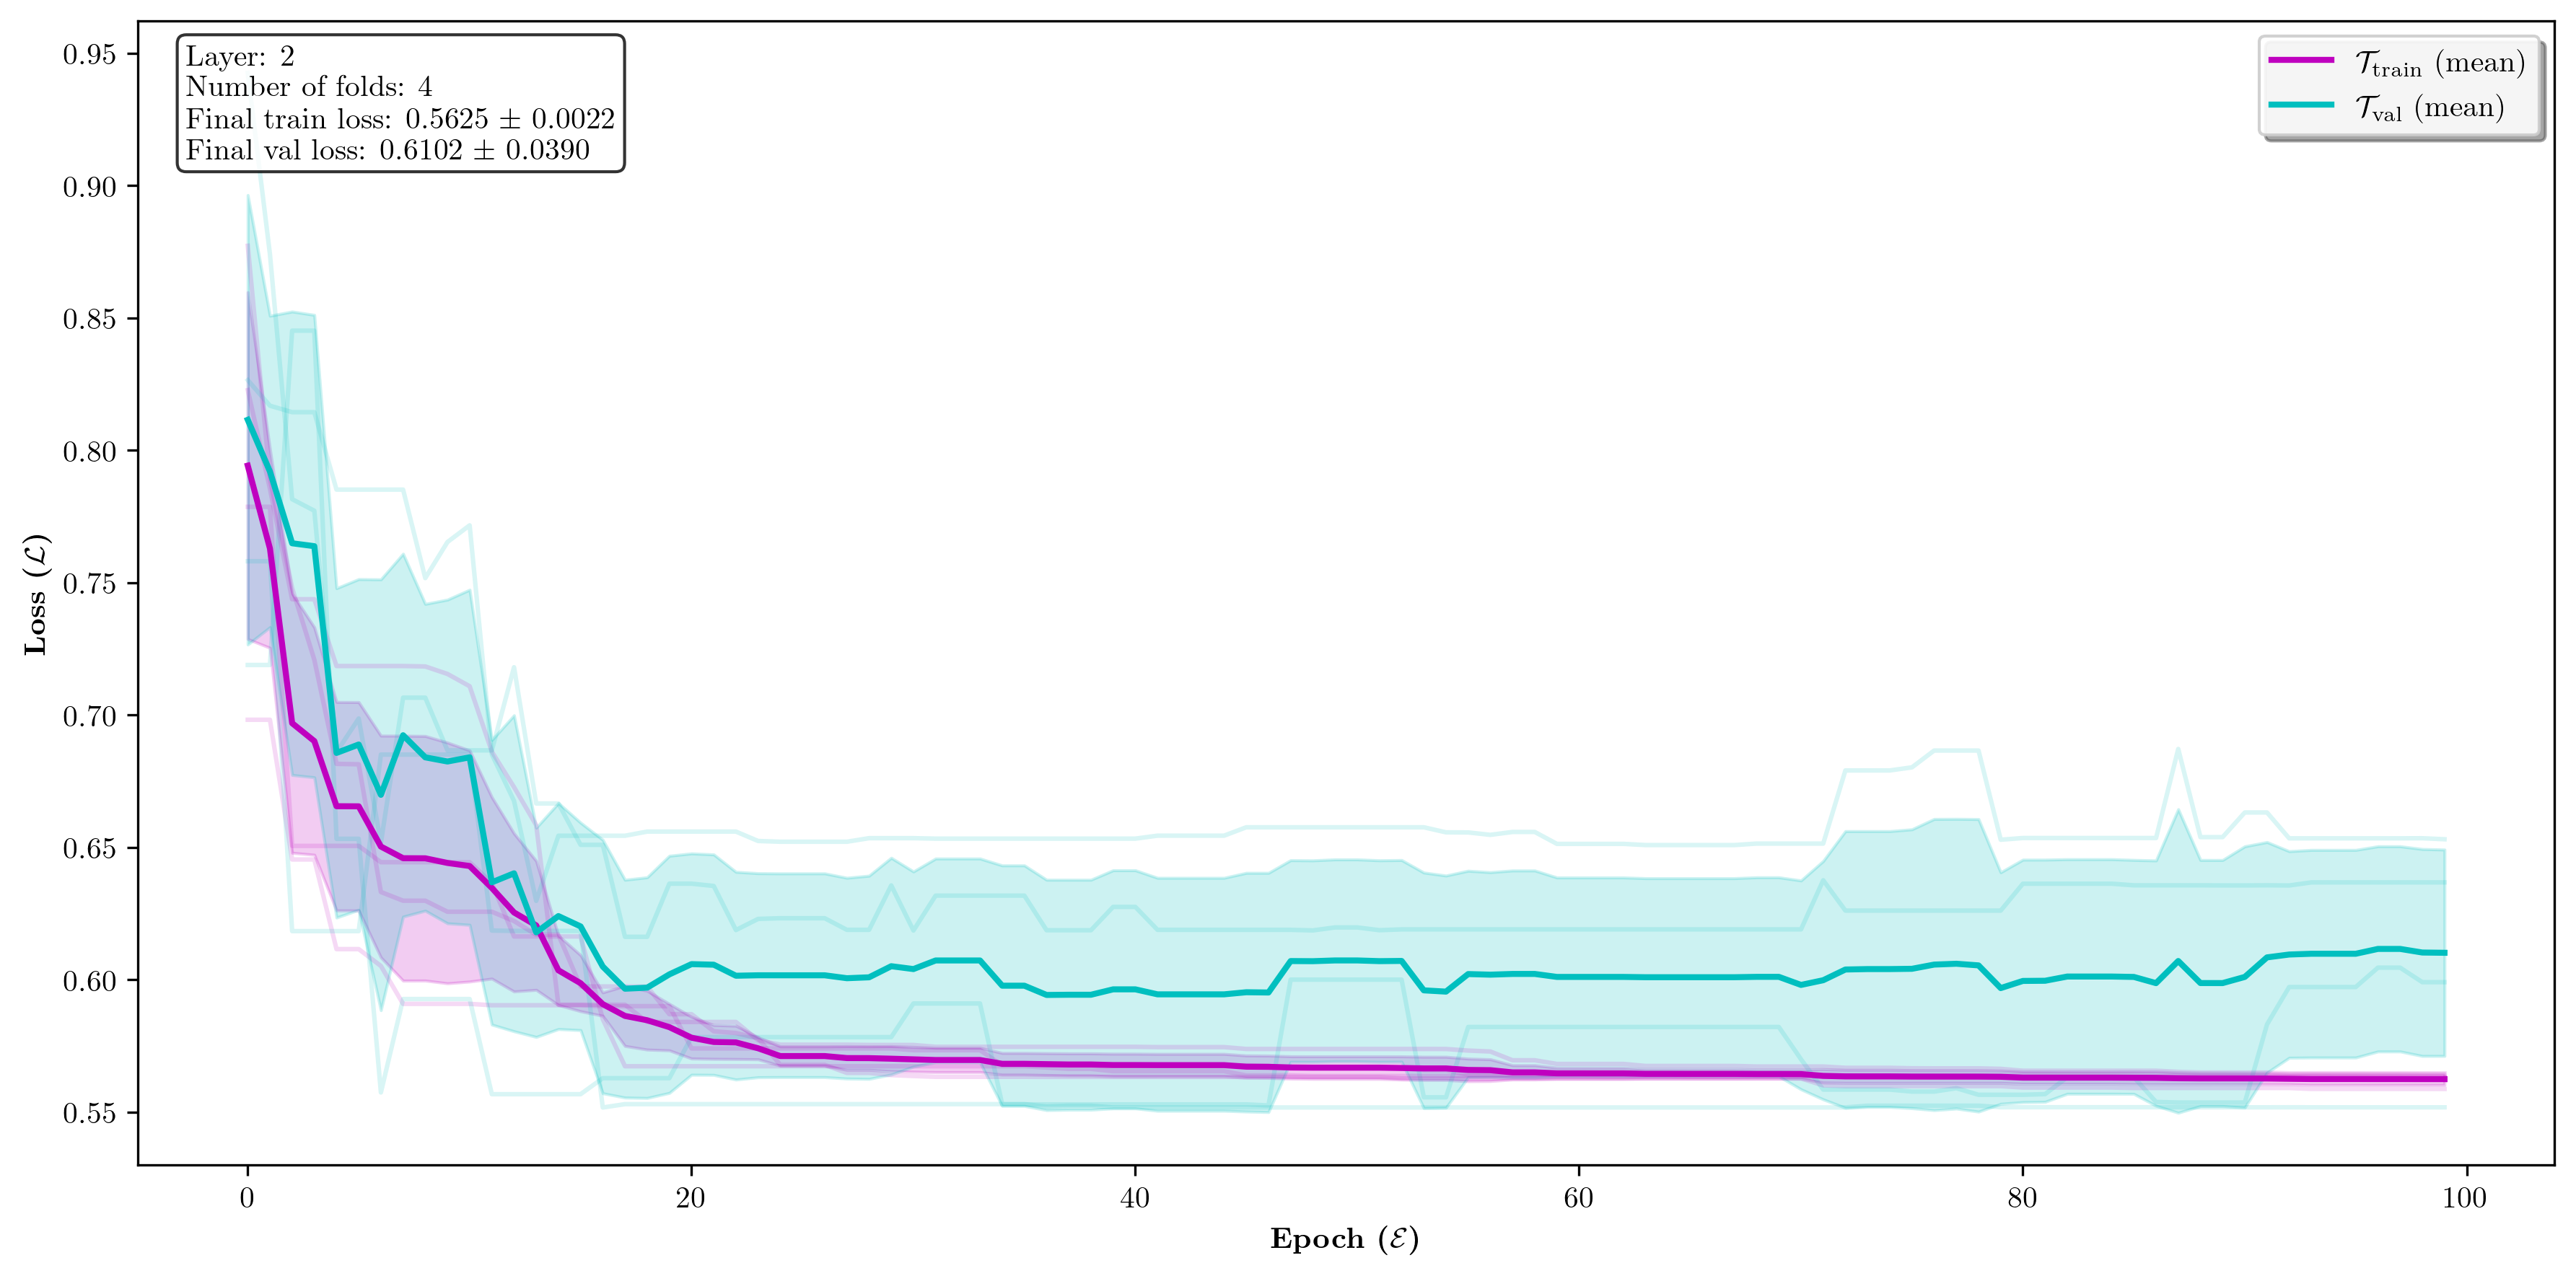 Layer: 2
Number of folds: 4
Final train loss: 0.5625 ± 0.0022
Final val loss: 0.6102 ± 0.0390
𝒯train (mean)
𝒯val (mean)
0.95
0.90
0.85
0.80
0.75
0.70
0.65
0.60
0.55
Loss (ℒ)
0 20 40 60 80 100
Epoch (ℰ)